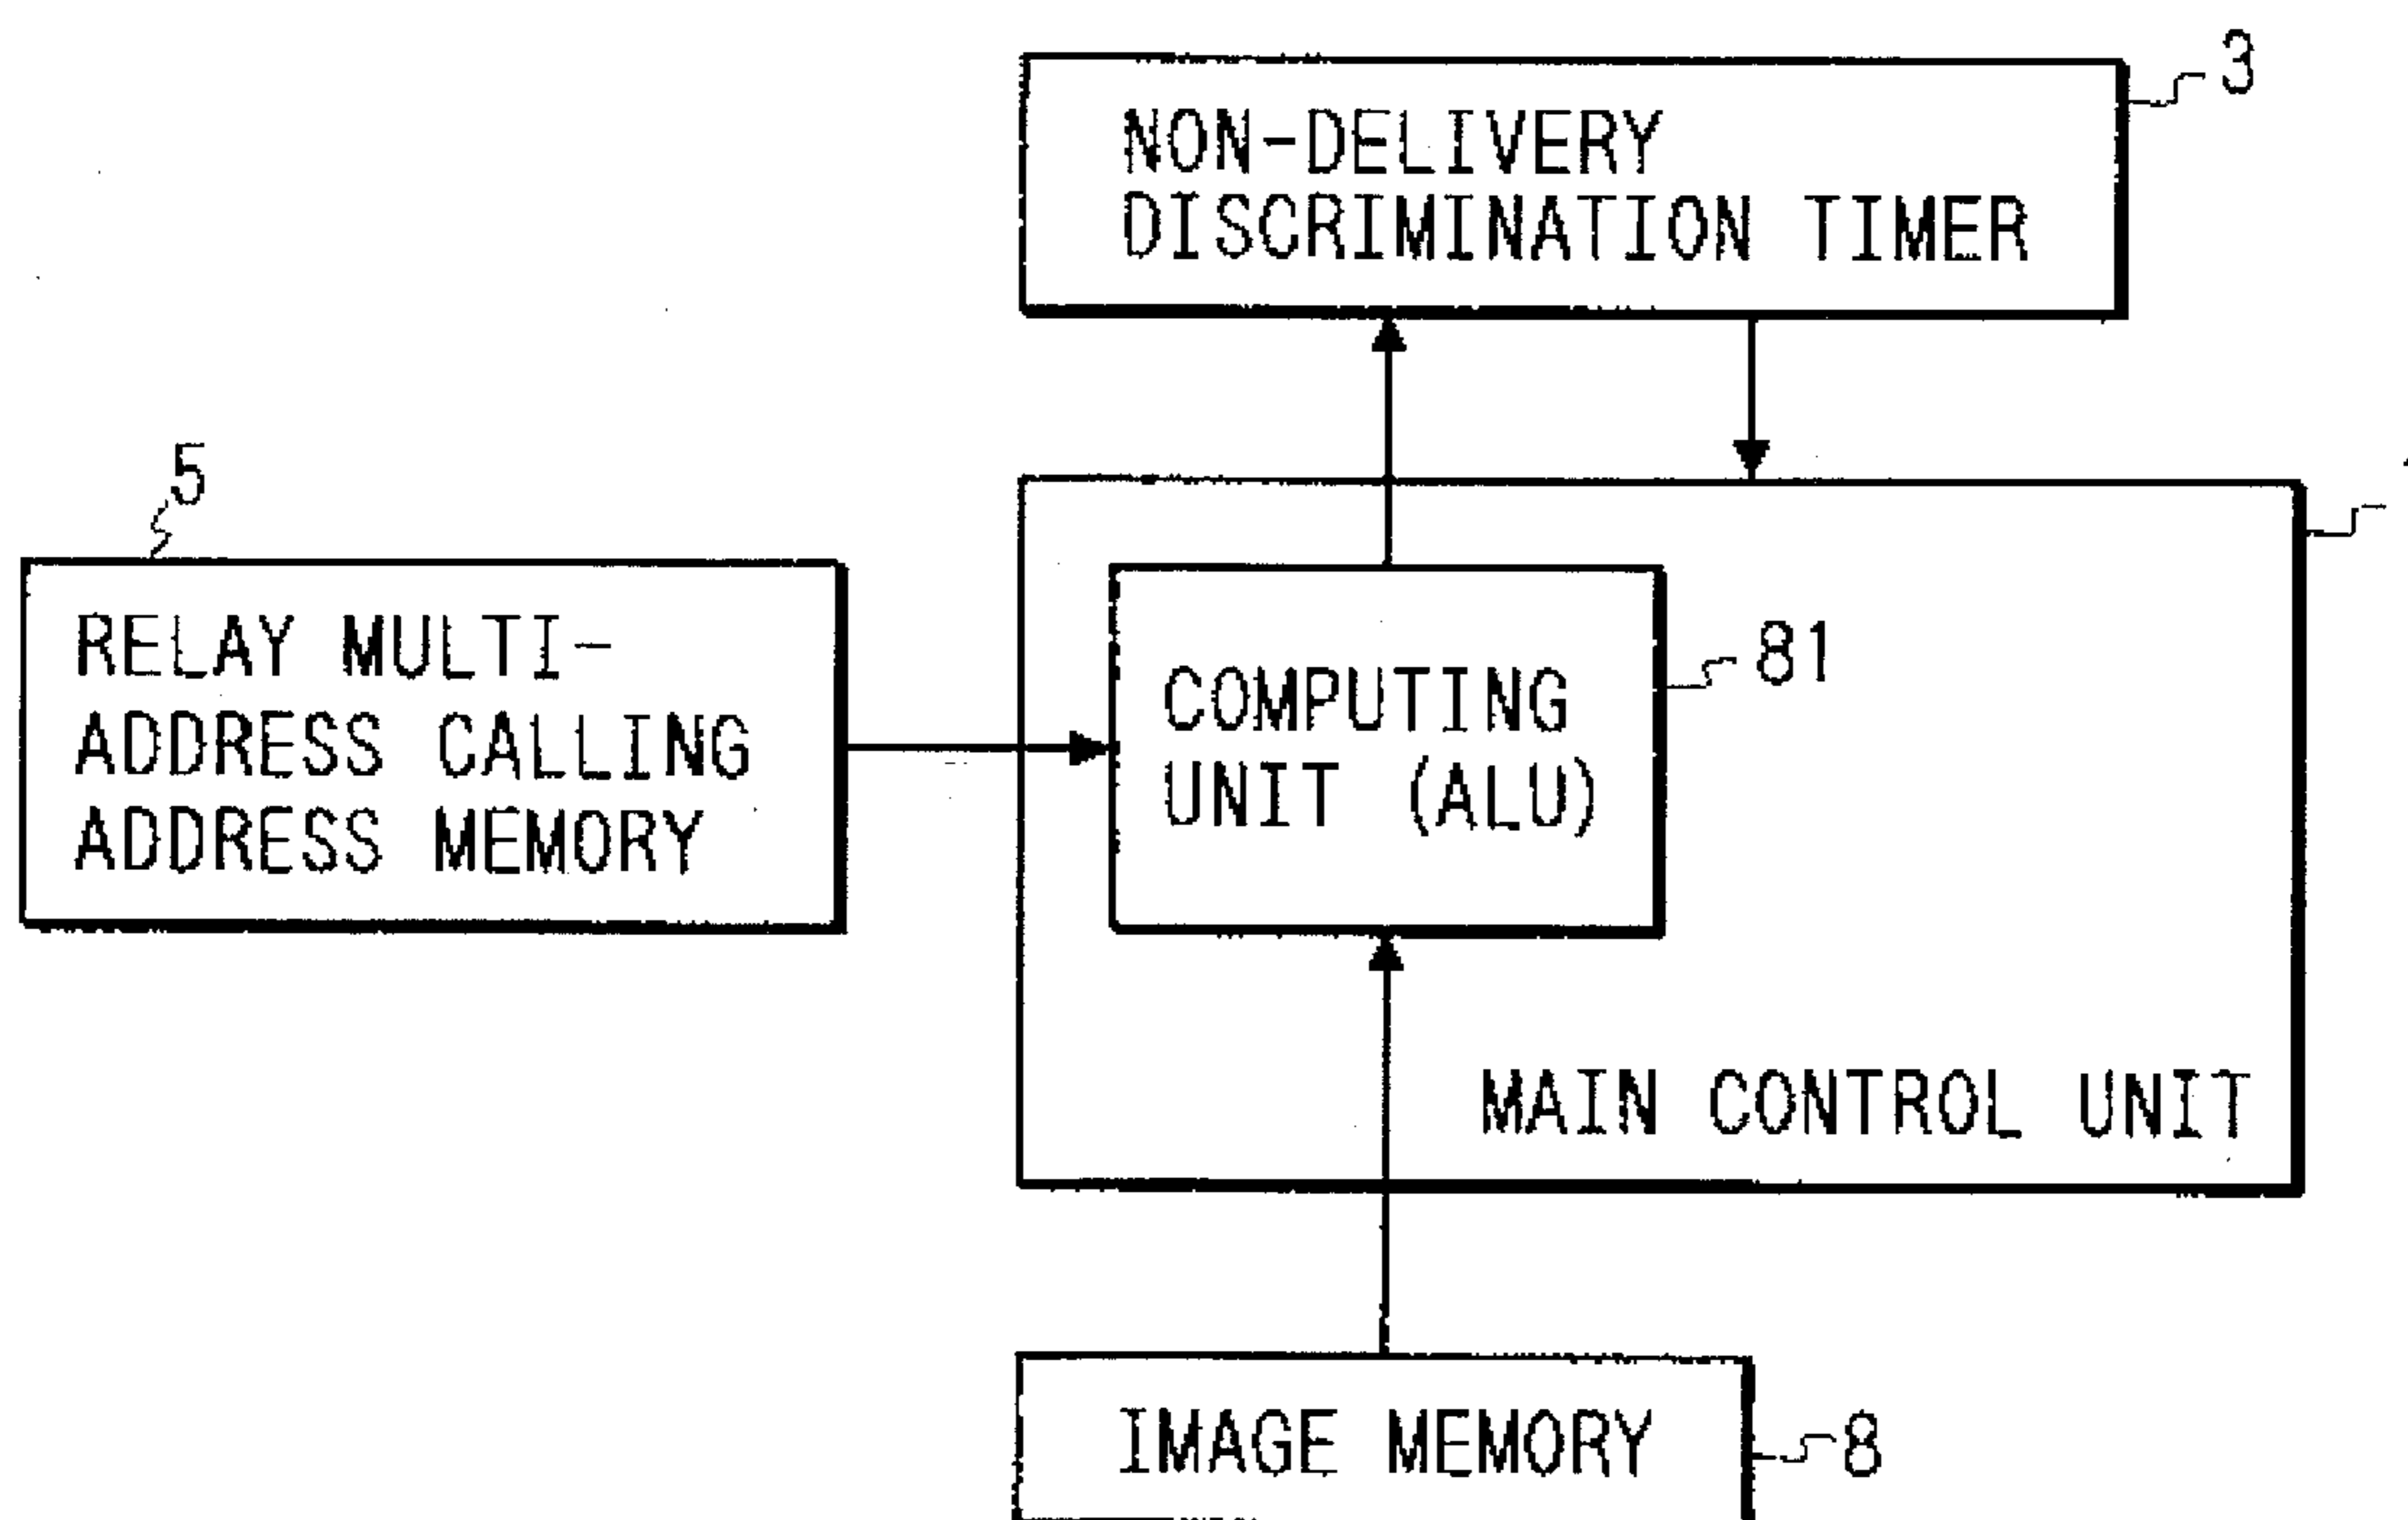 3
NON-DELIVERY
DISCRIMINATION TIMER
5
RELAY MULTI-
ADDRESS CALLING
ADDRESS MEMORY
81
COMPUTING
UNIT (ALU)
MAIN CONTROL UNIT
IMAGE MEMORY
8